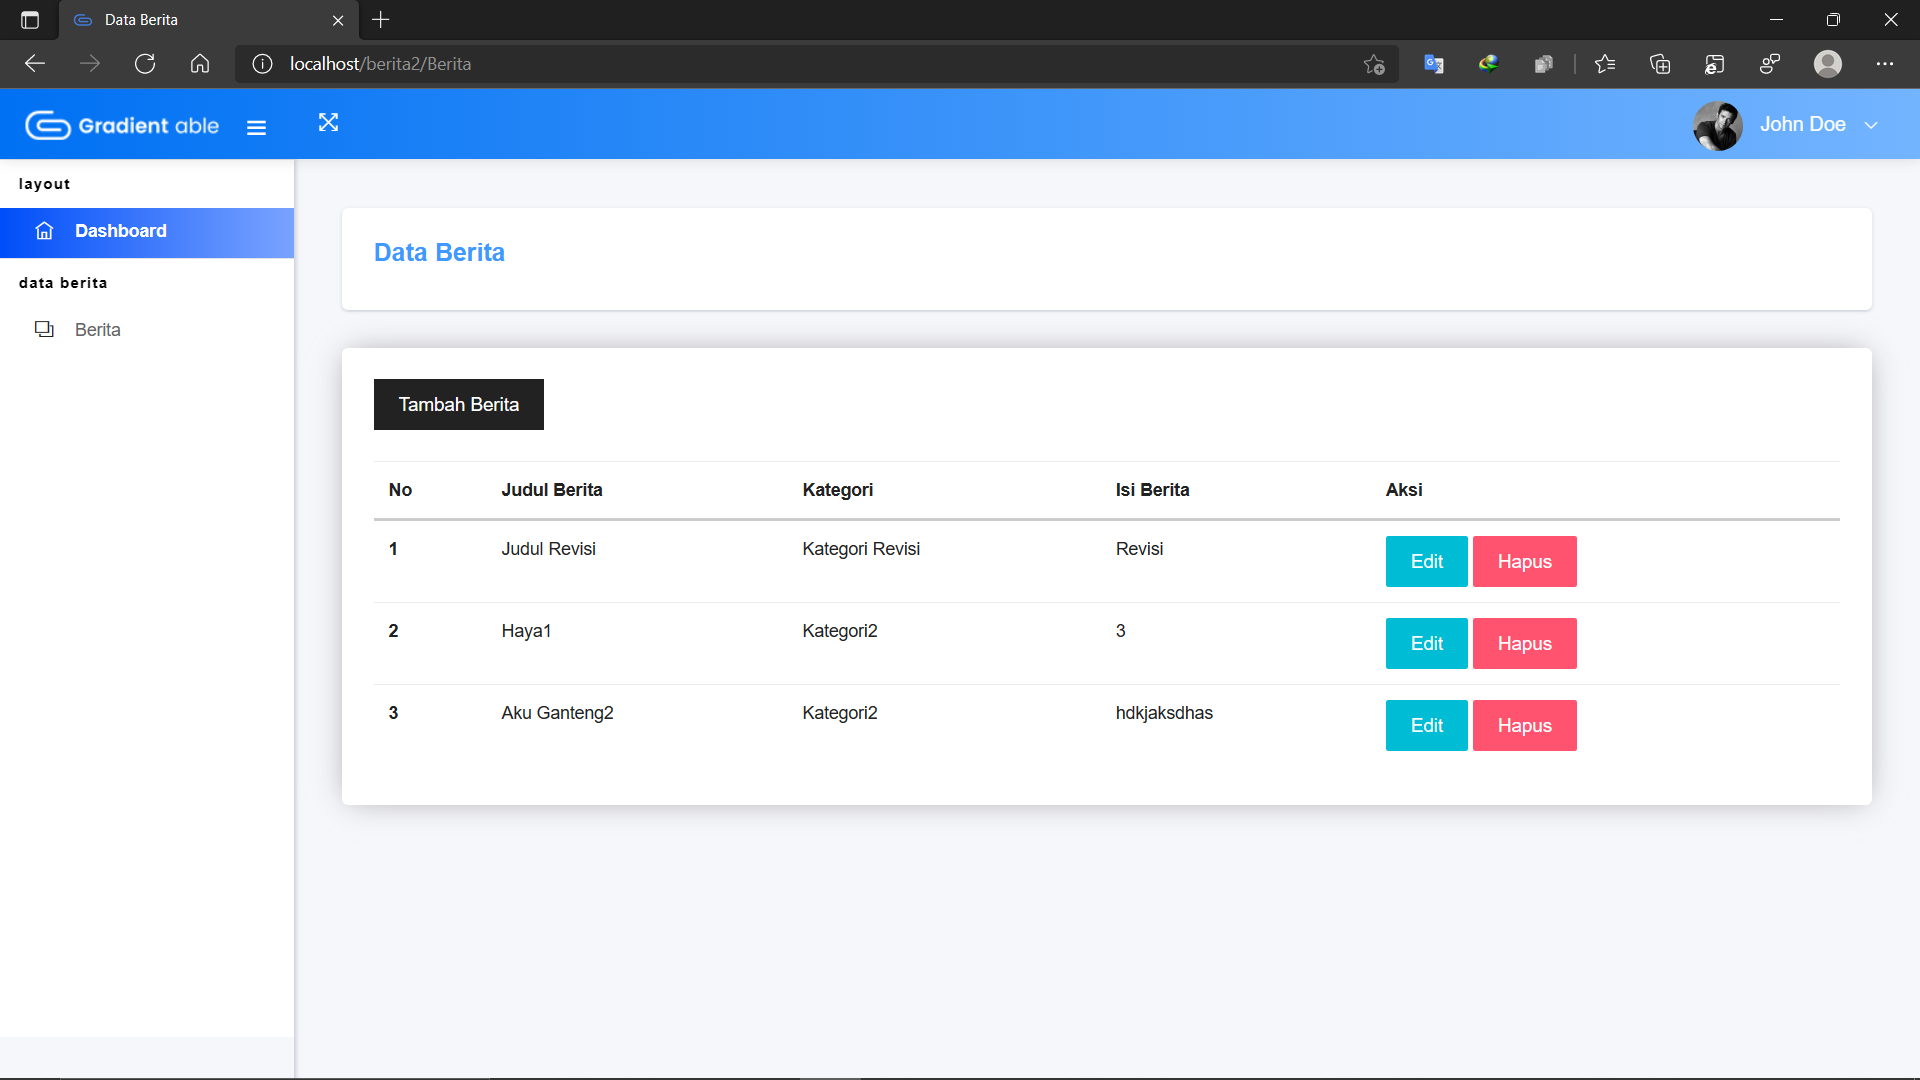 Data Berita
localhost/berita2/Berita
Gradient able
John Doe
layout
Dashboard
data berita
Berita
Data Berita
Tambah Berita
No Judul Berita Kategori Isi Berita Aksi
1 Judul Revisi Kategori Revisi Revisi Edit Hapus
2 Haya1 Kategori2 3 Edit Hapus
3 Aku Ganteng2 Kategori2 hdkjaksdhas Edit Hapus